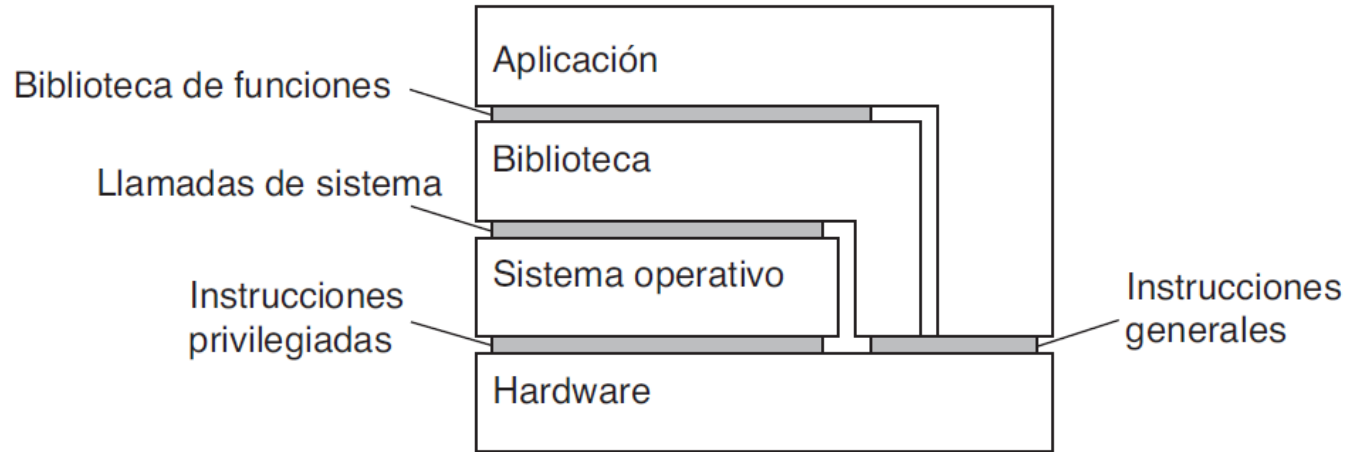 Aplicación
Biblioteca de funciones
Biblioteca
Llamadas de sistema
Sistema operativo
Instrucciones
privilegiadas
Instrucciones
generales
Hardware